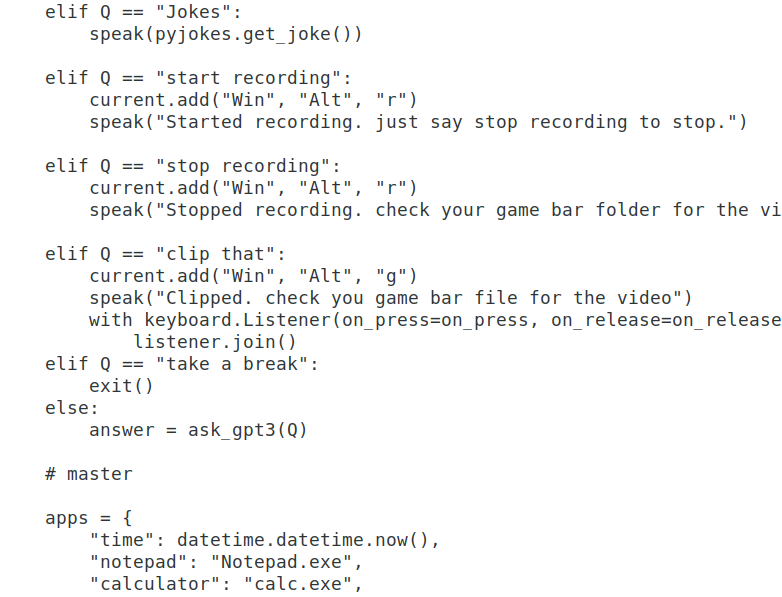 elif Q == "Jokes":
    speak(pyjokes.get_joke())

elif Q == "start recording":
    current.add("Win", "Alt", "r")
    speak("Started recording. just say stop recording to stop.")

elif Q == "stop recording":
    current.add("Win", "Alt", "r")
    speak("Stopped recording. check your game bar folder for the vi

elif Q == "clip that":
    current.add("Win", "Alt", "g")
    speak("Clipped. check you game bar file for the video")
    with keyboard.Listener(on_press=on_press, on_release=on_release
        listener.join()
elif Q == "take a break":
    exit()
else:
    answer = ask_gpt3(Q)

# master

apps = {
    "time": datetime.datetime.now(),
    "notepad": "Notepad.exe",
    "calculator": "calc.exe",